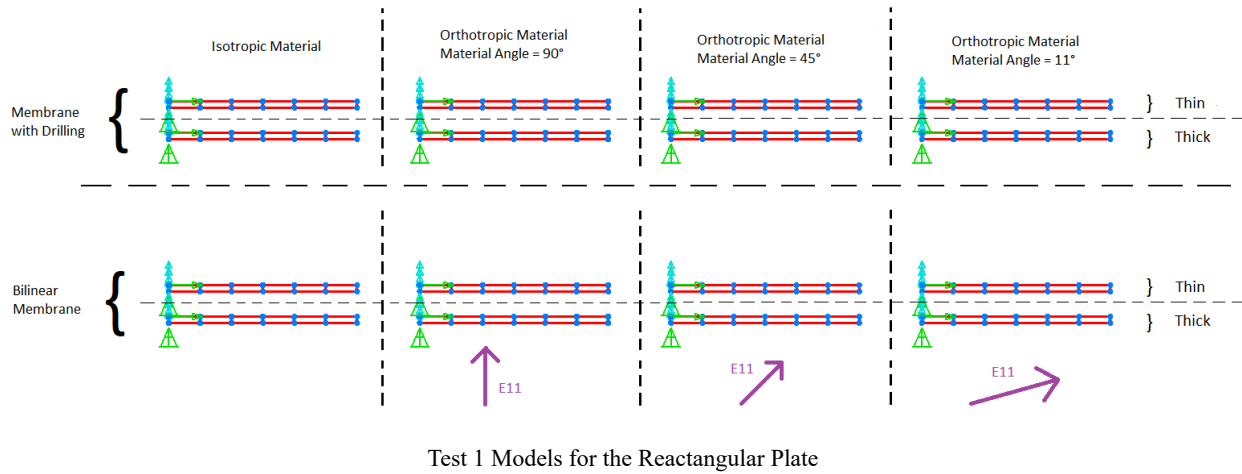 Isotropic Material
Orthotropic Material
Material Angle = 90°
Orthotropic Material
Material Angle = 45°
Orthotropic Material
Material Angle = 11°
Membrane
with Drilling
{
} Thin
} Thick
Bilinear
Membrane
{
} Thin
} Thick
E11
E11
E11
Test 1 Models for the Reactangular Plate